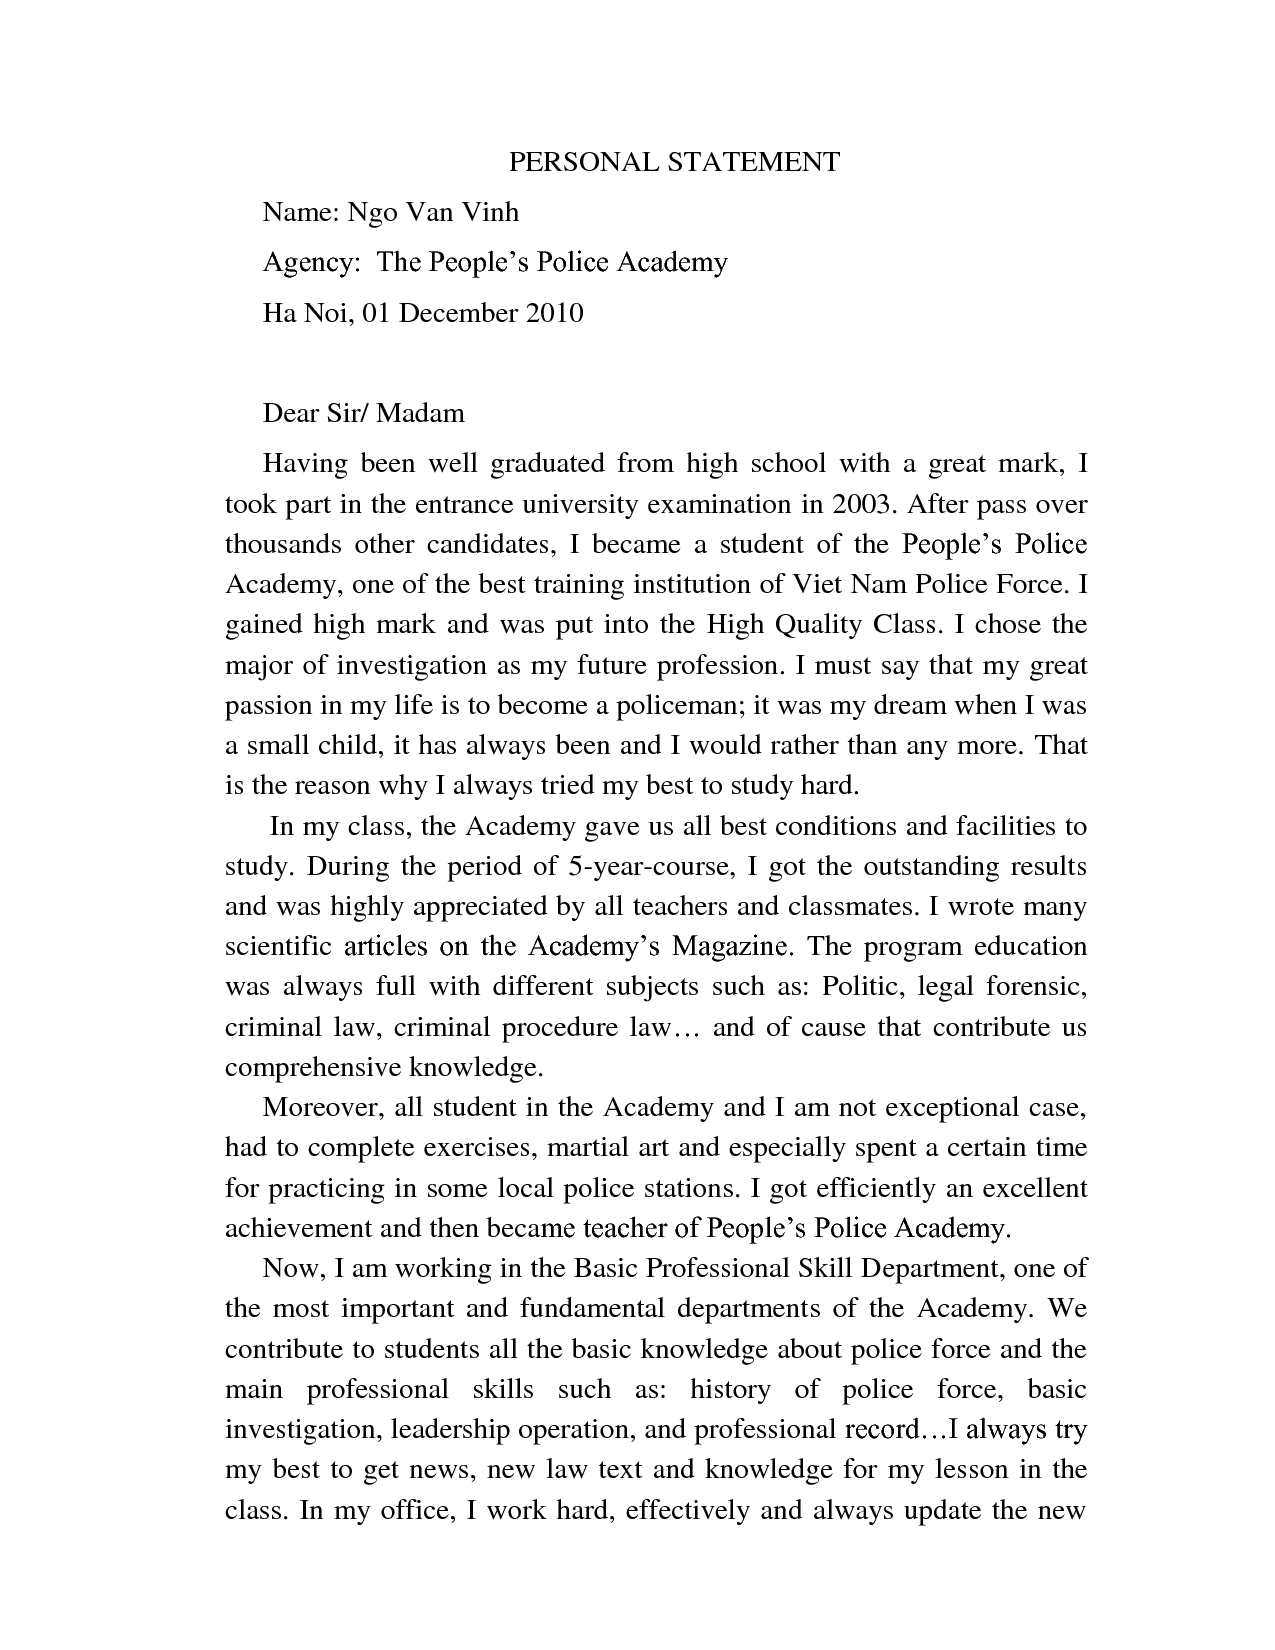 PERSONAL STATEMENT
Name: Ngo Van Vinh
Agency:  The People’s Police Academy
Ha Noi, 01 December 2010
Dear Sir/ Madam
Having been well graduated from high school with a great mark, I
took part in the entrance university examination in 2003. After pass over
thousands other candidates, I became a student of the People’s Police
Academy, one of the best training institution of Viet Nam Police Force. I
gained high mark and was put into the High Quality Class. I chose the
major of investigation as my future profession. I must say that my great
passion in my life is to become a policeman; it was my dream when I was
a small child, it has always been and I would rather than any more. That
is the reason why I always tried my best to study hard.
In my class, the Academy gave us all best conditions and facilities to
study. During the period of 5-year-course, I got the outstanding results
and was highly appreciated by all teachers and classmates. I wrote many
scientific articles on the Academy’s Magazine. The program education
was always full with different subjects such as: Politic, legal forensic,
criminal law, criminal procedure law… and of cause that contribute us
comprehensive knowledge.
Moreover, all student in the Academy and I am not exceptional case,
had to complete exercises, martial art and especially spent a certain time
for practicing in some local police stations. I got efficiently an excellent
achievement and then became teacher of People’s Police Academy.
Now, I am working in the Basic Professional Skill Department, one of
the most important and fundamental departments of the Academy. We
contribute to students all the basic knowledge about police force and the
main professional skills such as: history of police force, basic
investigation, leadership operation, and professional record…I always try
my best to get news, new law text and knowledge for my lesson in the
class. In my office, I work hard, effectively and always update the new